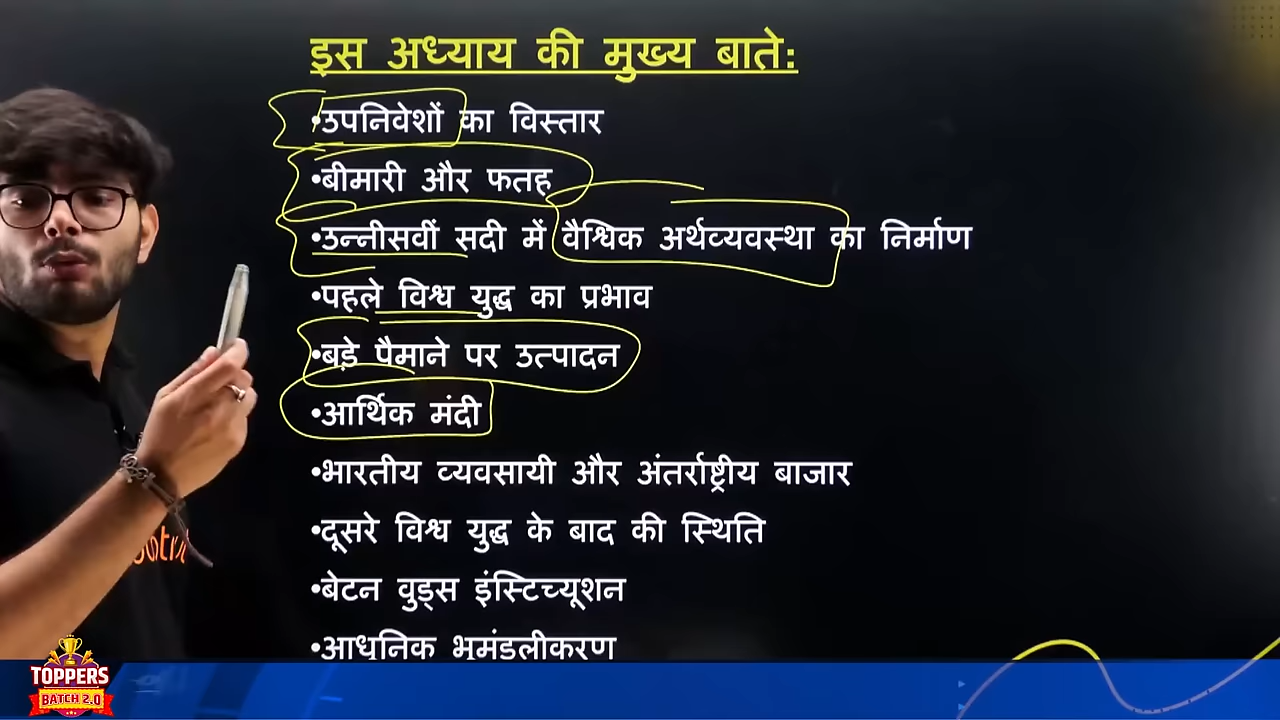 इस अध्याय की मुख्य बाते:
•उपनिवेशों का विस्तार
•बीमारी और फतह
•उन्नीसवीं सदी में वैश्विक अर्थव्यवस्था का निर्माण
•पहले विश्व युद्ध का प्रभाव
•बड़े पैमाने पर उत्पादन
•आर्थिक मंदी
•भारतीय व्यवसायी और अंतर्राष्ट्रीय बाजार
•दूसरे विश्व युद्ध के बाद की स्थिति
•बेटन वुड्स इंस्टिच्यूशन
•आधुनिक भूमंडलीकरण
TOPPERS
BATCH 2.0